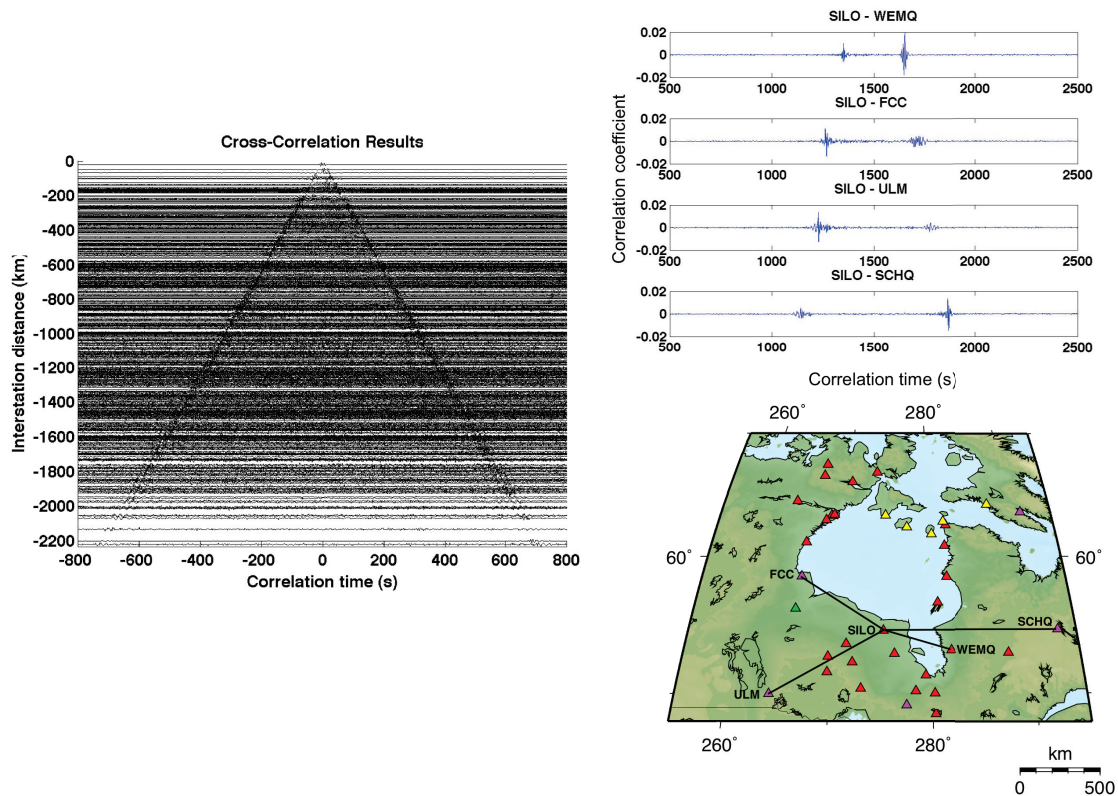 Cross-Correlation Results
Interstation distance (km)
0
-200
-400
-600
-800
-1000
-1200
-1400
-1600
-1800
-2000
-2200
-800 -600 -400 -200 0 200 400 600 800
Correlation time (s)
Correlation coefficient
SILO - WEMQ
0.02
0
-0.02
500 1000 1500 2000 2500
SILO - FCC
0.02
0
-0.02
500 1000 1500 2000 2500
SILO - ULM
0.02
0
-0.02
500 1000 1500 2000 2500
SILO - SCHQ
0.02
0
-0.02
500 1000 1500 2000 2500
Correlation time (s)
260˚ 280˚
60˚ 60˚
FCC
SILO
SCHQ
WEMQ
ULM
260˚ 280˚
km
0 500